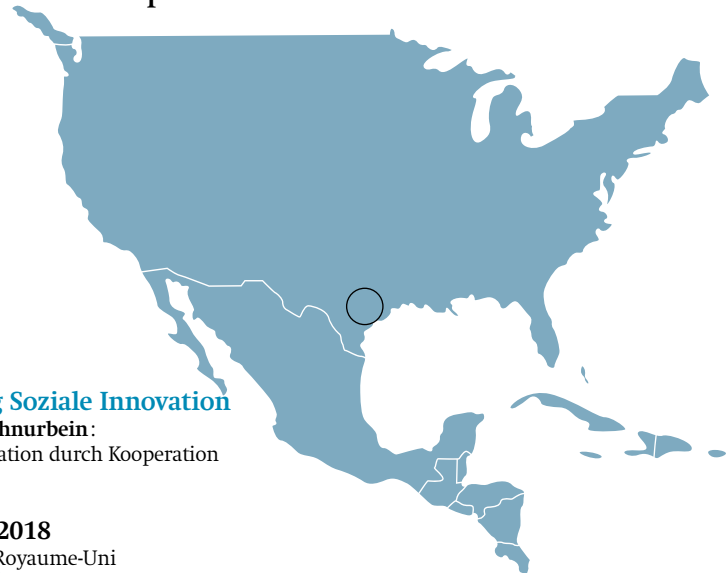 Soziale Innovation
hnurbein:
ation durch Kooperation
2018
Royaume-Uni